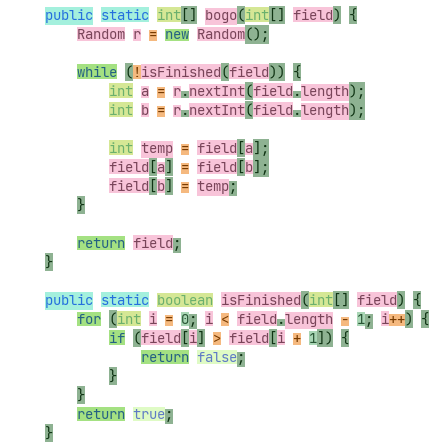 public static int[] bogo(int[] field) {
Random r = new Random();
while (!isFinished(field)) {
int a = r.nextInt(field.length);
int b = r.nextInt(field.length);
int temp = field[a];
field[a] = field[b];
field[b] = temp;
}
return field;
}
public static boolean isFinished(int[] field) {
for (int i = 0; i < field.length - 1; i++) {
if (field[i] > field[i + 1]) {
return false;
}
}
return true;
}